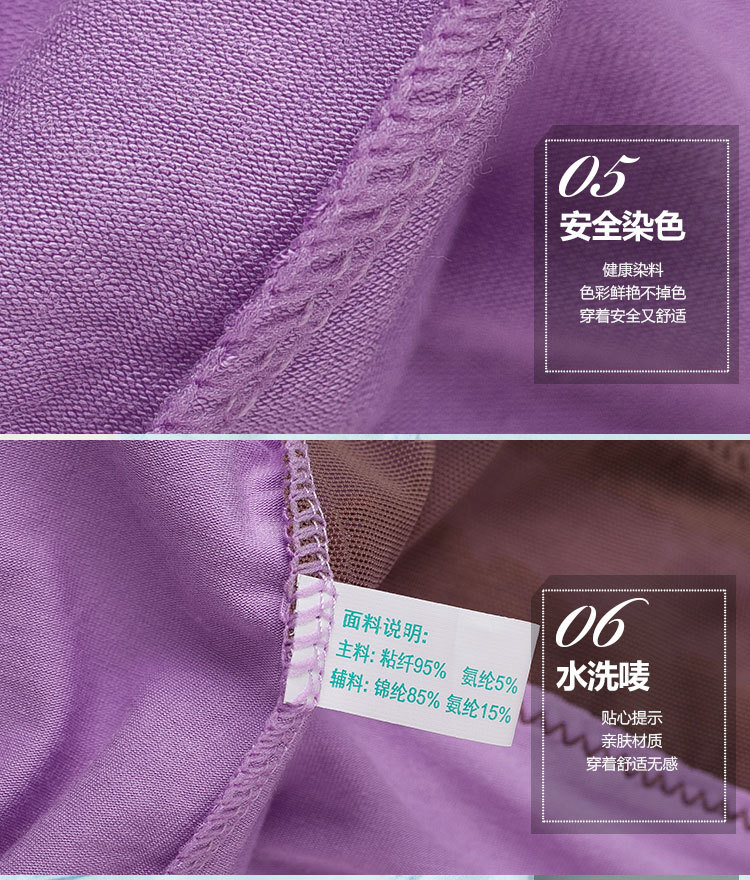 05
安全染色
健康染料
色彩鲜艳不掉色
穿着安全又舒适
面料说明:
主料: 粘纤95% 氨纶5%
辅料: 锦纶85% 氨纶15%
06
水洗唛
贴心提示
亲肤材质
穿着舒适无感